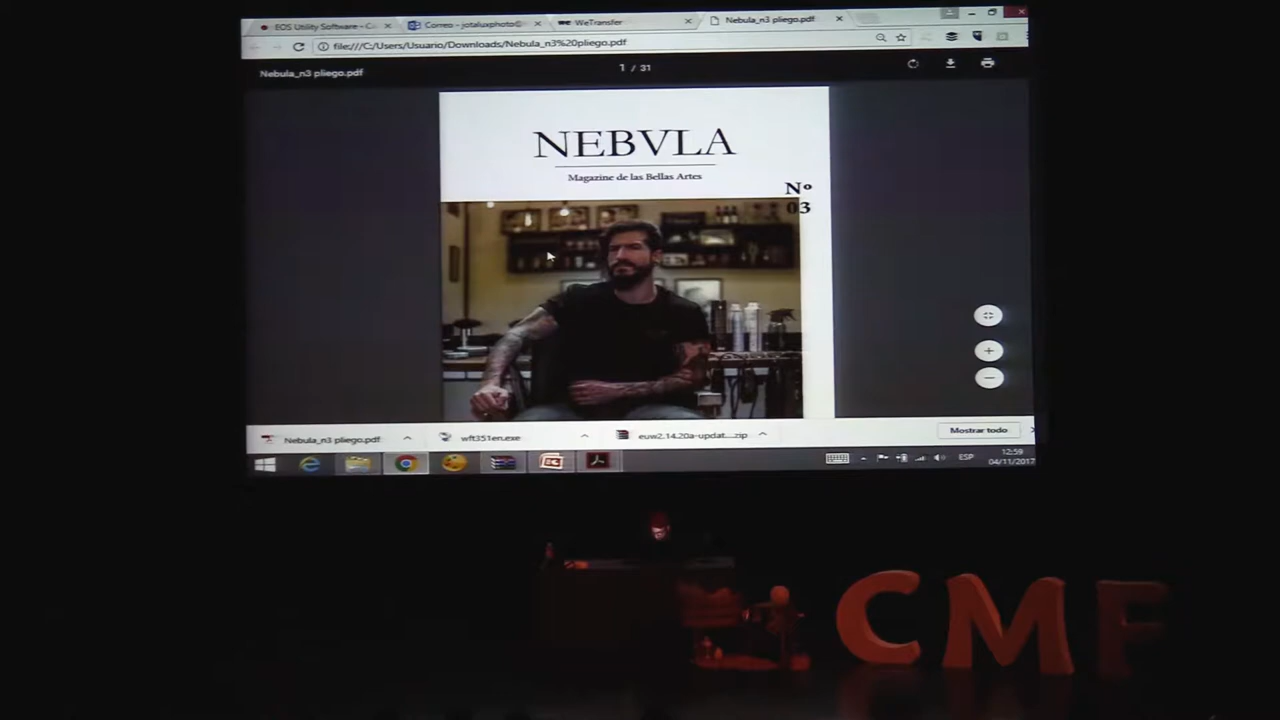 EOS Utility Software - Ca
Correo - jotaluxphoto@
WeTransfer
Nebula_n3 pliego.pdf
file:///C:/Users/Usuario/Downloads/Nebula_n3%20pliego.pdf
Nebula_n3 pliego.pdf
1 / 31
NEBVLA
Magazine de las Bellas Artes
Nº
03
Nebula_n3 pliego.pdf
wft351en.exe
euw2.14.20a-updat....zip
Mostrar todo
ESP
12:59
04/11/2017
CMF